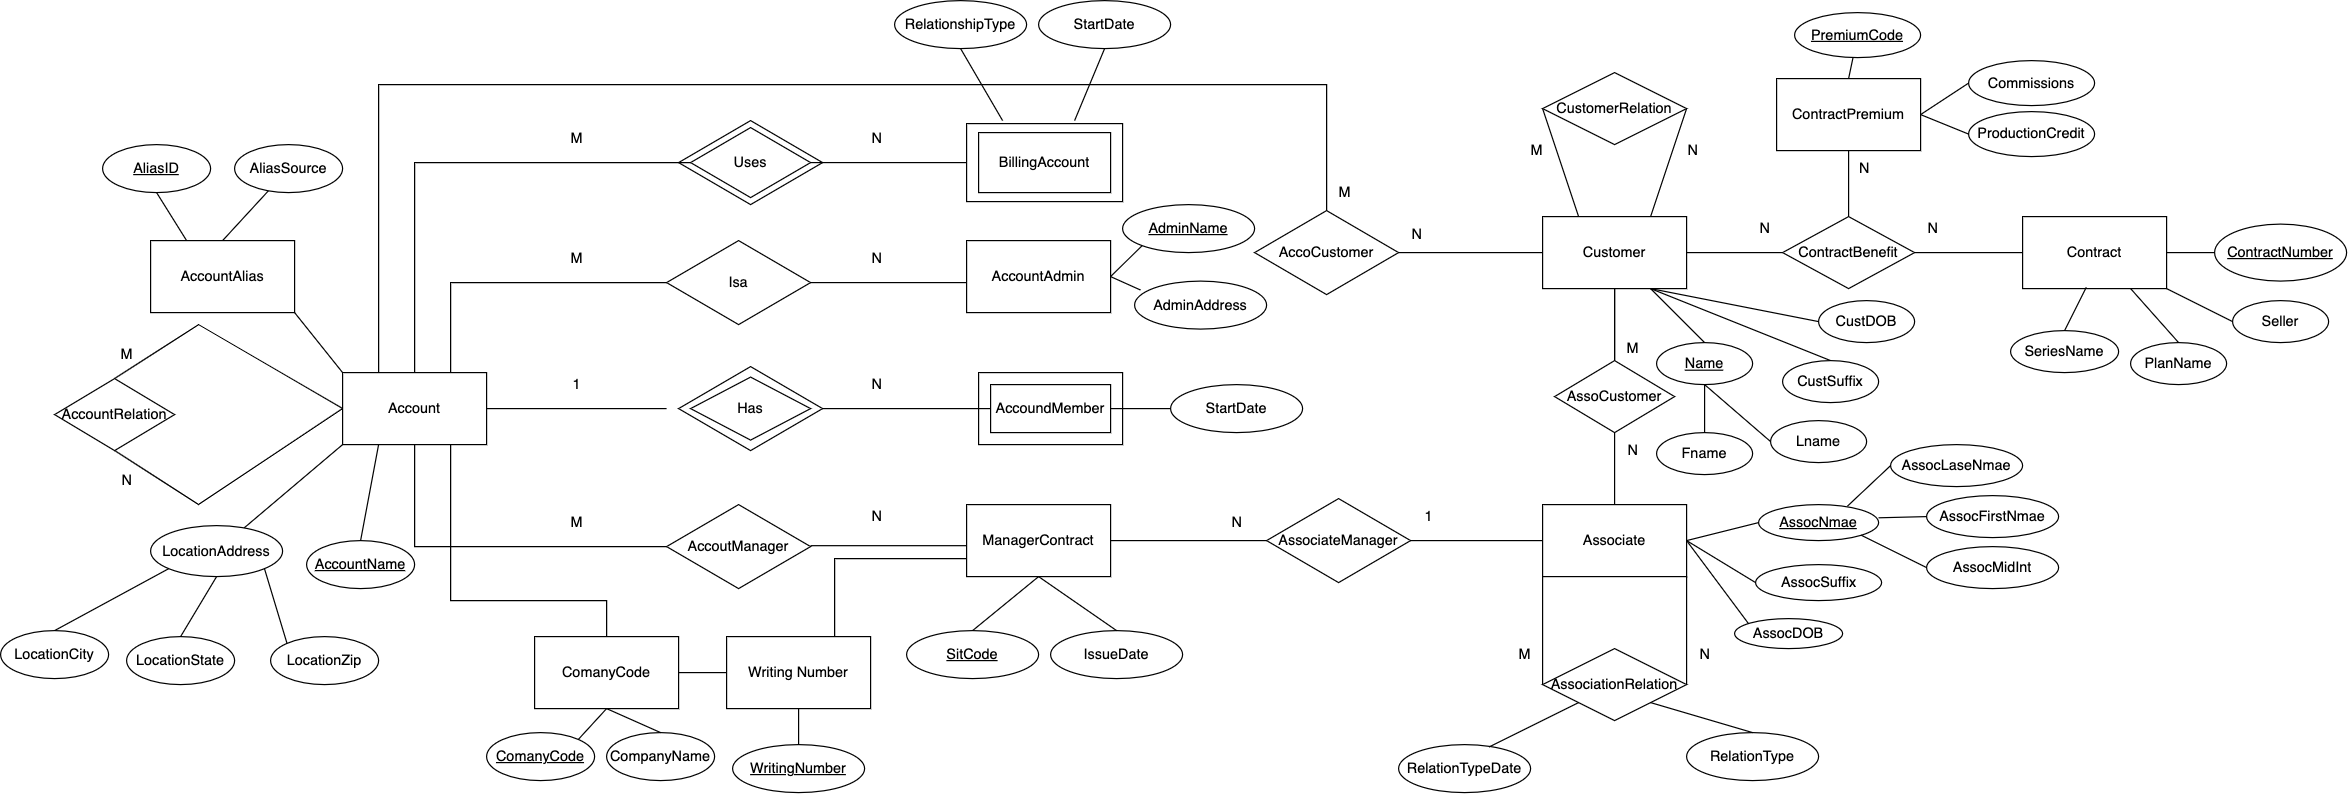 RelationshipType
StartDate
PremiumCode
Commissions
CustomerRelation
ContractPremium
ProductionCredit
M
N
M
N
Uses
BillingAccount
AliasID
AliasSource
N
M
AdminName
N
N
N
AccoCustomer
Customer
ContractBenefit
Contract
ContractNumber
M
N
AccountAlias
Isa
AccountAdmin
AdminAddress
CustDOB
Seller
M
M
SeriesName
PlanName
Name
CustSuffix
1
N
AssoCustomer
AccountRelation
Account
Has
AccoundMember
StartDate
Lname
N
Fname
N
AssocLaseNmae
M
N
N
1
AssocNmae
AssocFirstNmae
LocationAddress
AccountName
AccoutManager
ManagerContract
AssociateManager
Associate
AssocMidInt
AssocSuffix
AssocDOB
LocationCity
LocationState
LocationZip
SitCode
IssueDate
M
N
ComanyCode
Writing Number
AssociationRelation
ComanyCode
CompanyName
WritingNumber
RelationTypeDate
RelationType